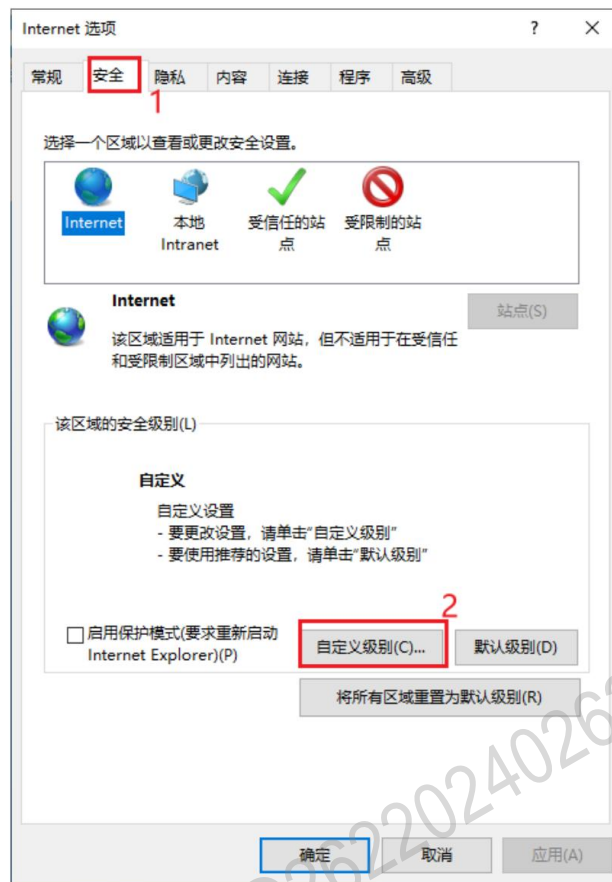 Internet 选项
?
×
常规 安全 隐私 内容 连接 程序 高级
1
选择一个区域以查看或更改安全设置。
Internet
本地
Intranet
受信任的站
点
受限制的站
点
Internet
站点(S)
该区域适用于 Internet 网站，但不适用于在受信任
和受限制区域中列出的网站。
该区域的安全级别(L)
自定义
自定义设置
- 要更改设置，请单击“自定义级别”
- 要使用推荐的设置，请单击“默认级别”
2
启用保护模式(要求重新启动
Internet Explorer)(P)
自定义级别(C)...
默认级别(D)
将所有区域重置为默认级别(R)
确定
取消
应用(A)